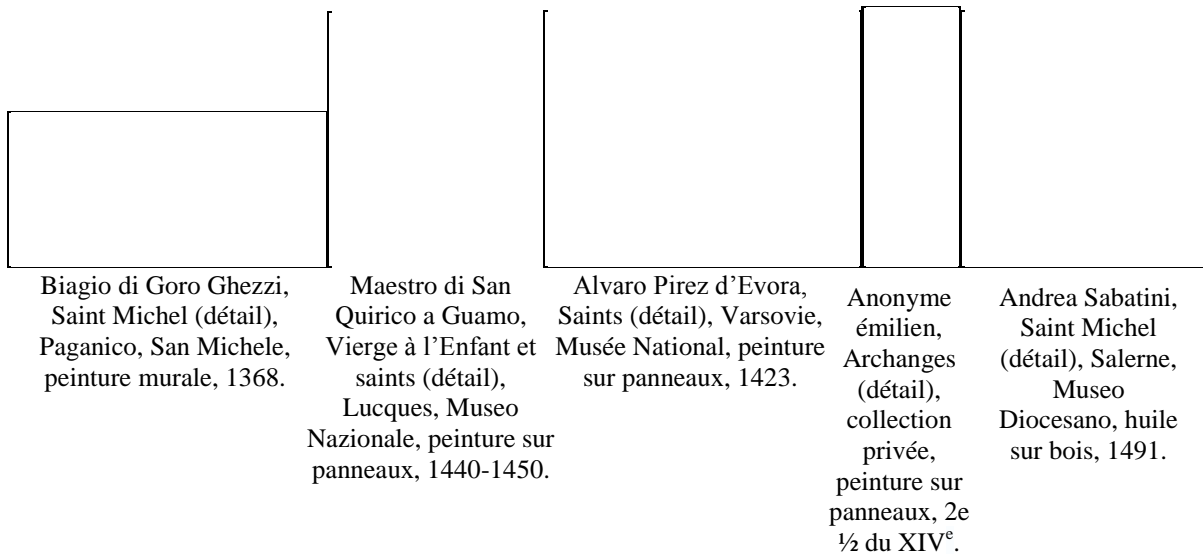 Biagio di Goro Ghezzi,
Saint Michel (détail),
Paganico, San Michele,
peinture murale, 1368.
Maestro di San
Quirico a Guamo,
Vierge à l’Enfant et
saints (détail),
Lucques, Museo
Nazionale, peinture sur
panneaux, 1440-1450.
Alvaro Pirez d’Evora,
Saints (détail), Varsovie,
Musée National, peinture
sur panneaux, 1423.
Anonyme
émilien,
Archanges
(détail),
collection
privée,
peinture sur
panneaux, 2e
½ du XIVe.
Andrea Sabatini,
Saint Michel
(détail), Salerne,
Museo
Diocesano, huile
sur bois, 1491.